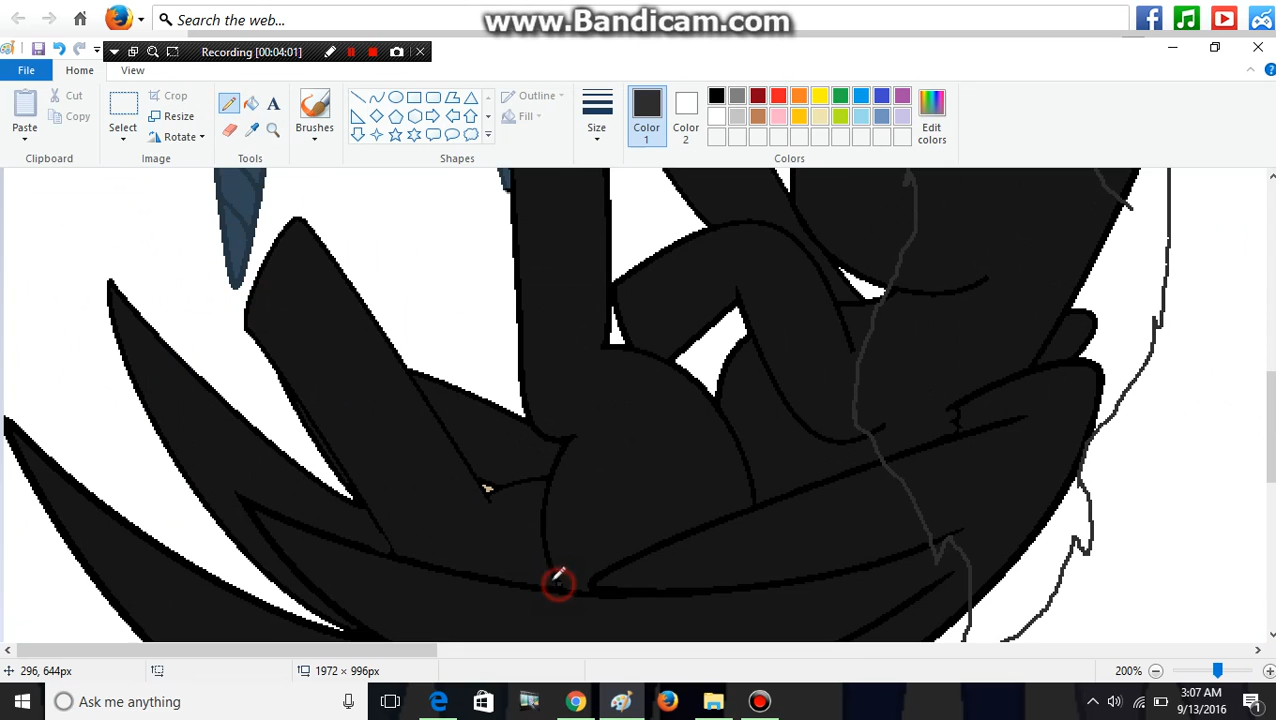 Search the web...
www.Bandicam.com
Recording [00:04:01]
File Home View
Paste Cut Copy Clipboard
Select Crop Resize Rotate Image
Tools
Brushes
Outline Fill Shapes
Size
Color 1
Color 2
Edit colors
Colors
296, 644px
1972 × 996px
200%
Ask me anything
3:07 AM
9/13/2016